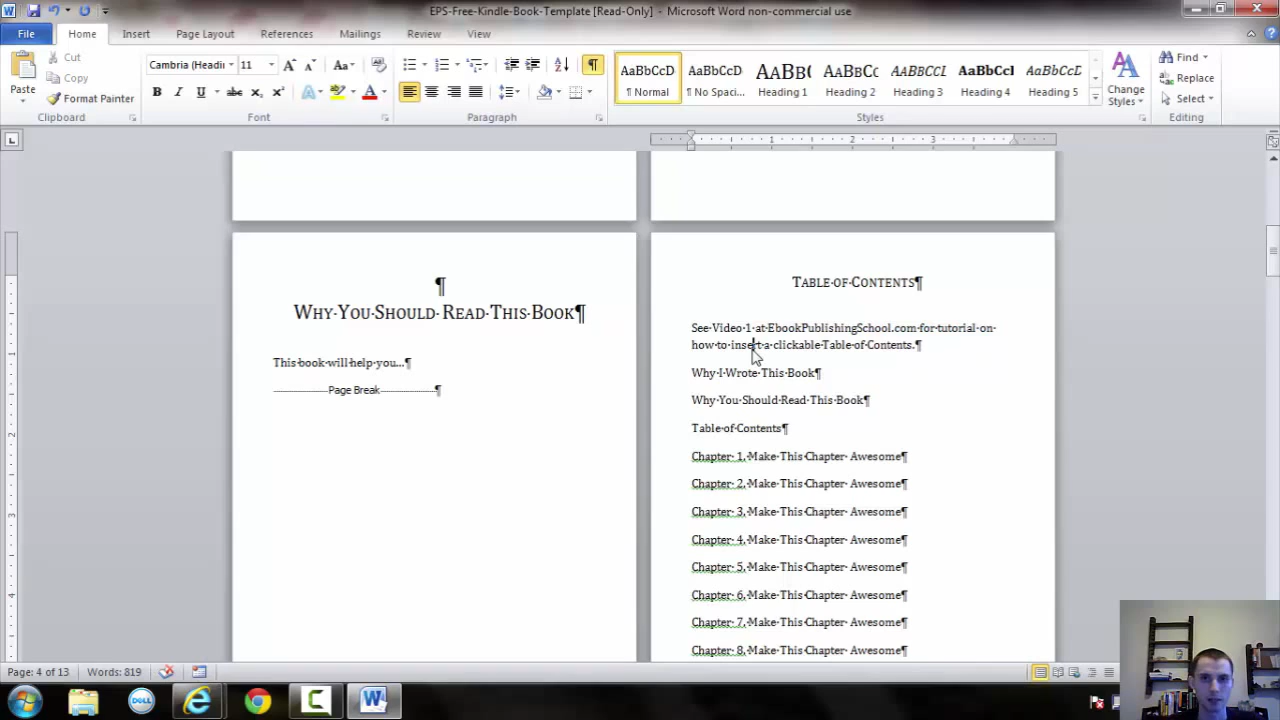 EPS-Free-Kindle-Book-Template [Read-Only] - Microsoft Word non-commercial use
File Home Insert Page Layout References Mailings Review View
Cut
Copy
Format Painter
Paste
Clipboard
Cambria (Headi 11
Font
Paragraph
AaBbCcD AaBbCcD AaBb( AaBbCc AaBbCcI AaBbCcI AaBbCcD
¶ Normal ¶ No Spaci... Heading 1 Heading 2 Heading 3 Heading 4 Heading 5
Styles
Change
Styles
Find
Replace
Select
Editing
1 2 3
¶
Why·You·Should·Read·This·Book¶
This·book·will·help·you...¶
Page Break¶
Table·of·Contents¶
See·Video·1·at·EbookPublishingSchool.com·for·tutorial·on·
how·to·insert·a·clickable·Table·of·Contents.¶
Why·I·Wrote·This·Book¶
Why·You·Should·Read·This·Book¶
Table·of·Contents¶
Chapter·1,·Make·This·Chapter·Awesome¶
Chapter·2,·Make·This·Chapter·Awesome¶
Chapter·3,·Make·This·Chapter·Awesome¶
Chapter·4,·Make·This·Chapter·Awesome¶
Chapter·5,·Make·This·Chapter·Awesome¶
Chapter·6,·Make·This·Chapter·Awesome¶
Chapter·7,·Make·This·Chapter·Awesome¶
Chapter·8,·Make·This·Chapter·Awesome¶
Page: 4 of 13 Words: 819
DELL